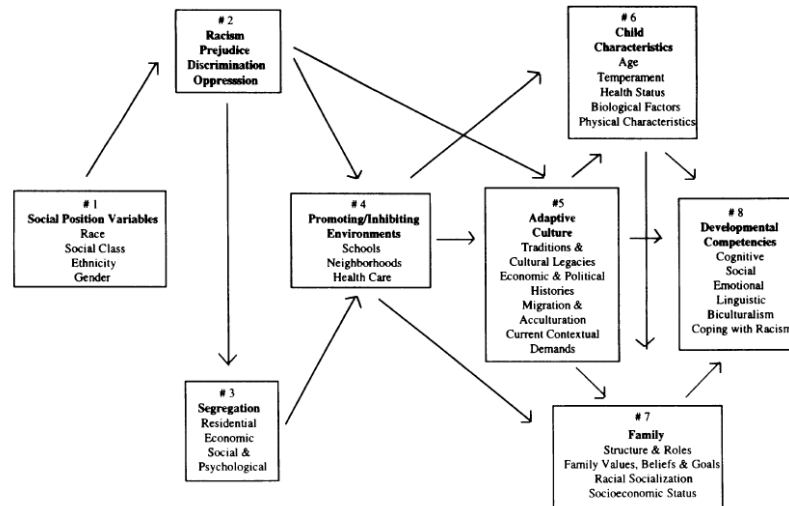 # 2
Racism
Prejudice
Discrimination
Oppresssion
# 6
Child
Characteristics
Age
Temperament
Health Status
Biological Factors
Physical Characteristics
# 1
Social Position Variables
Race
Social Class
Ethnicity
Gender
# 4
Promoting/Inhibiting
Environments
Schools
Neighborhoods
Health Care
#5
Adaptive
Culture
Traditions &
Cultural Legacies
Economic & Political
Histories
Migration &
Acculturation
Current Contextual
Demands
# 8
Developmental
Competencies
Cognitive
Social
Emotional
Linguistic
Biculturalism
Coping with Racism
# 3
Segregation
Residential
Economic
Social &
Psychological
# 7
Family
Structure & Roles
Family Values, Beliefs & Goals
Racial Socialization
Socioeconomic Status